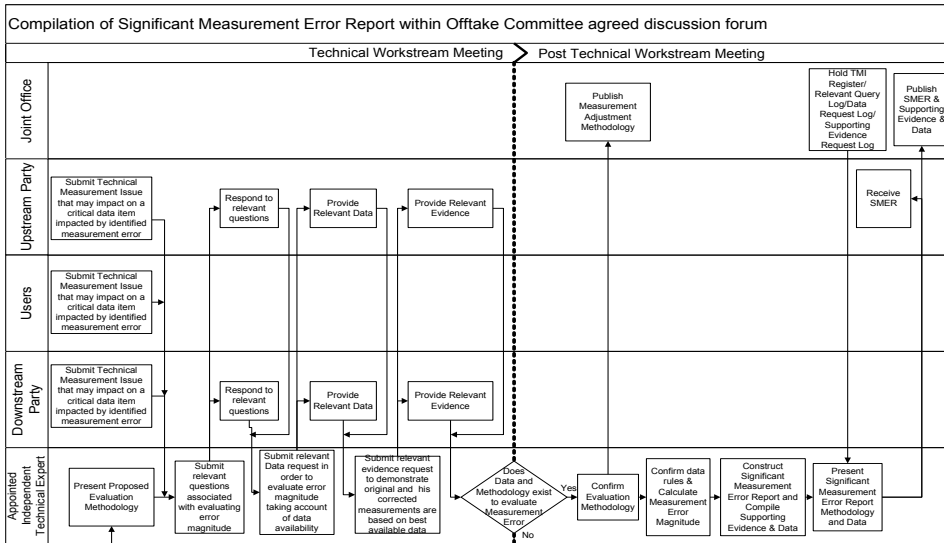 Compilation of Significant Measurement Error Report within Offtake Committee agreed discussion forum
Technical Workstream Meeting
Post Technical Workstream Meeting
Joint Office
Publish
Measurement
Adjustment
Methodology
Hold TMI
Register/
Relevant Query
Log/Data
Request Log/
Supporting
Evidence
Request Log
Publish
SMER &
Supporting
Evidence &
Data
Upstream Party
Submit Technical
Measurement Issue
that may impact on a
critical data item
impacted by identified
measurement error
Respond to
relevant
questions
Provide
Relevant Data
Provide Relevant
Evidence
Receive
SMER
Users
Submit Technical
Measurement Issue
that may impact on a
critical data item
impacted by identified
measurement error
Downstream
Party
Submit Technical
Measurement Issue
that may impact on a
critical data item
impacted by identified
measurement error
Respond to
relevant
questions
Provide
Relevant Data
Provide Relevant
Evidence
Appointed
Independent
Technical Expert
Present Proposed
Evaluation
Methodology
Submit
relevant
questions
associated
with evaluating
error magnitude
Submit relevant
Data request in
order to evaluate error
magnitude
taking account of
data availability
Submit relevant
evidence request to
demonstrate
original and his
corrected
measurements are
based on best
available data
Does
Data and
Methodology exist
to evaluate
Measurement
Error
Yes
No
Confirm
Evaluation
Methodology
Confirm data
rules & Calculate
Measurement
Error Magnitude
Construct
Significant
Measurement
Error Report and
Compile
Supporting
Evidence & Data
Present
Significant
Measurement
Error Report
Methodology
and Data